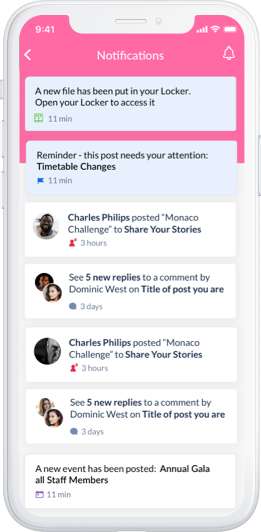 9:41
Notifications
A new file has been put in your Locker.
Open your Locker to access it
11 min
Reminder - this post needs your attention:
Timetable Changes
11 min
Charles Philips posted “Monaco
Challenge” to Share Your Stories
3 hours
See 5 new replies to a comment by
Dominic West on Title of post you are
3 days
Charles Philips posted “Monaco
Challenge” to Share Your Stories
3 hours
See 5 new replies to a comment by
Dominic West on Title of post you are
3 days
A new event has been posted: Annual Gala
all Staff Members
11 min